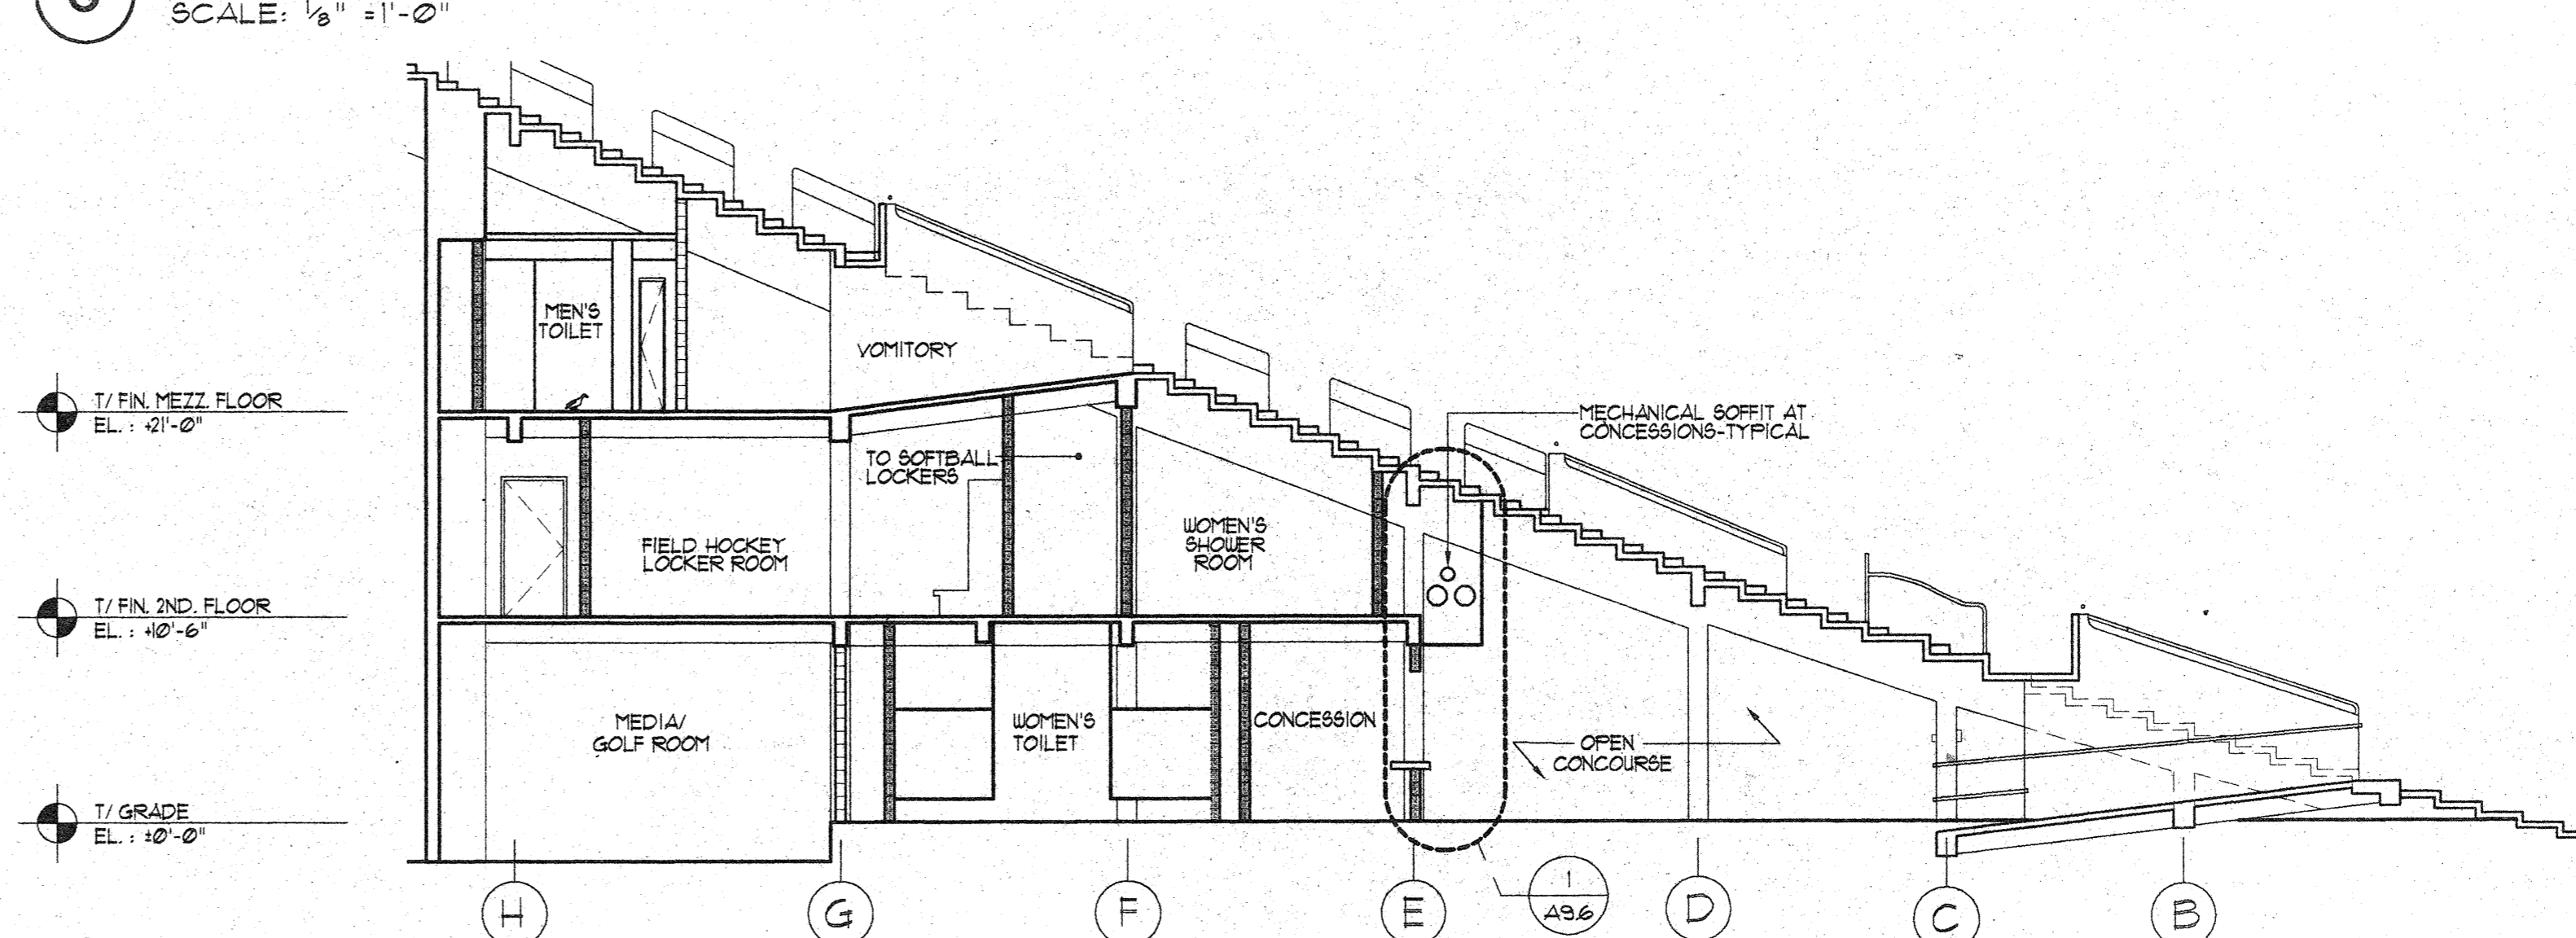 SCALE: 1/8" =1'-0"
MEN'S
TOILET
VOMITORY
T/ FIN. MEZZ. FLOOR
EL. : +21'-0"
MECHANICAL SOFFIT AT
CONCESSIONS-TYPICAL
TO SOFTBALL
LOCKERS
FIELD HOCKEY
LOCKER ROOM
WOMEN'S
SHOWER
ROOM
T/ FIN. 2ND. FLOOR
EL. : +10'-6"
MEDIA/
GOLF ROOM
WOMEN'S
TOILET
CONCESSION
OPEN
CONCOURSE
T/ GRADE
EL. : ±0'-0"
H
G
F
E
1
A9.6
D
C
B